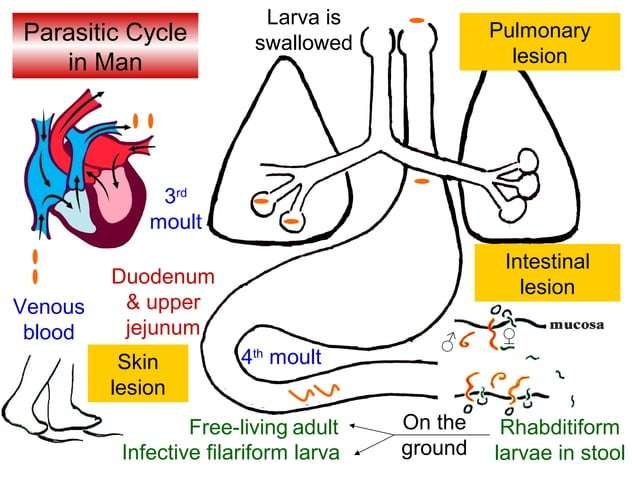 Parasitic Cycle
in Man
Larva is
swallowed
Pulmonary
lesion
3rd
moult
Intestinal
lesion
Duodenum
& upper
jejunum
Venous
blood
mucosa
♂
♀
4th moult
Skin
lesion
Free-living adult
Infective filariform larva
On the
ground
Rhabditiform
larvae in stool